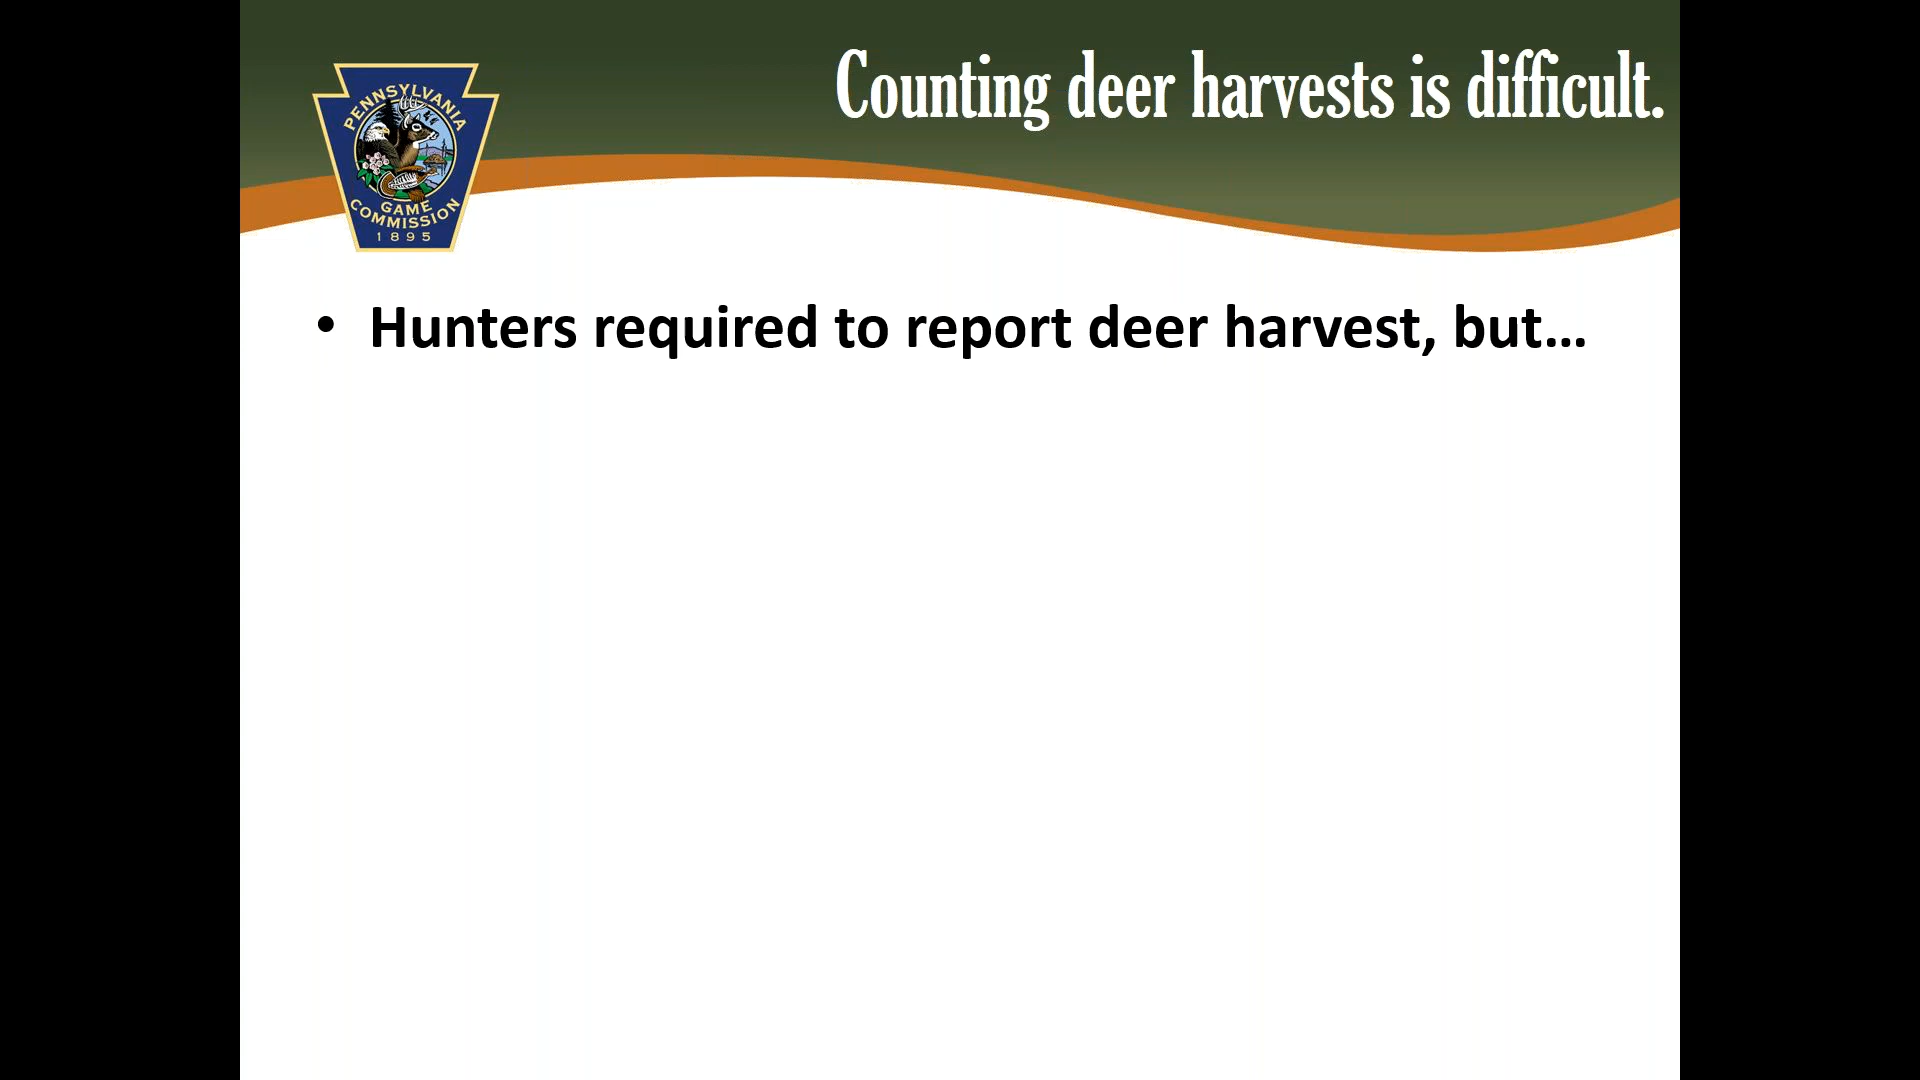 Counting deer harvests is difficult.
PENNSYLVANIA
GAME
COMMISSION
1895
• Hunters required to report deer harvest, but…